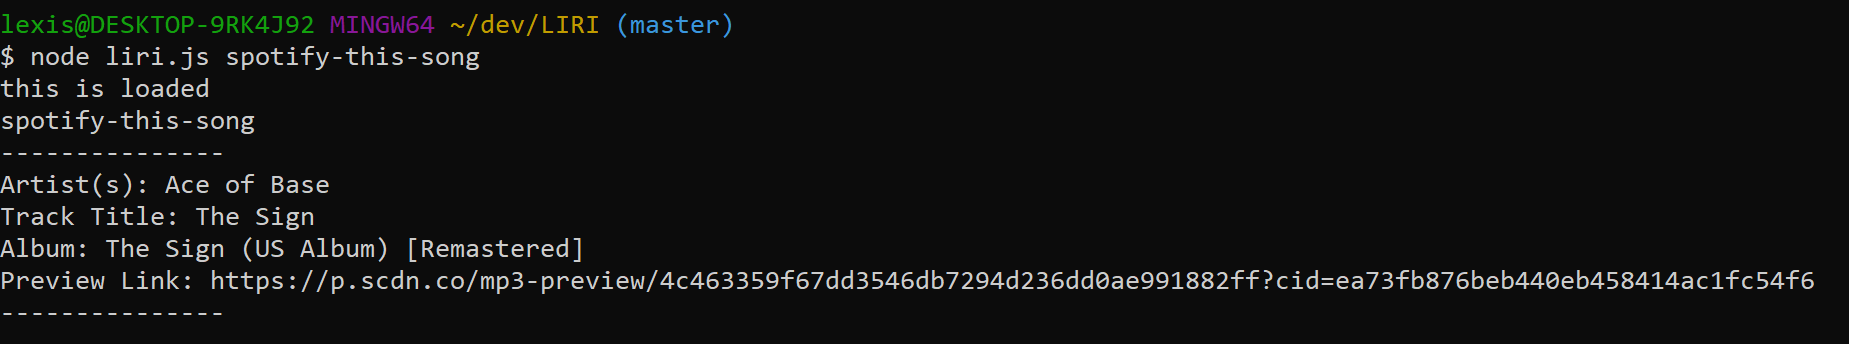 lexis@DESKTOP-9RK4J92 MINGW64 ~/dev/LIRI (master)
$ node liri.js spotify-this-song
this is loaded
spotify-this-song
---------------
Artist(s): Ace of Base
Track Title: The Sign
Album: The Sign (US Album) [Remastered]
Preview Link: https://p.scdn.co/mp3-preview/4c463359f67dd3546db7294d236dd0ae991882ff?cid=ea73fb876beb440eb458414ac1fc54f6
---------------